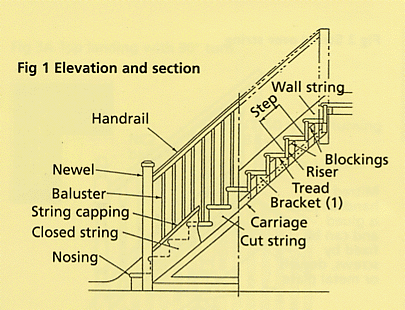 Fig 1 Elevation and section
Wall string
Step
Handrail
Newel
Baluster
String capping
Closed string
Nosing
Blockings
Riser
Tread
Bracket (1)
Carriage
Cut string